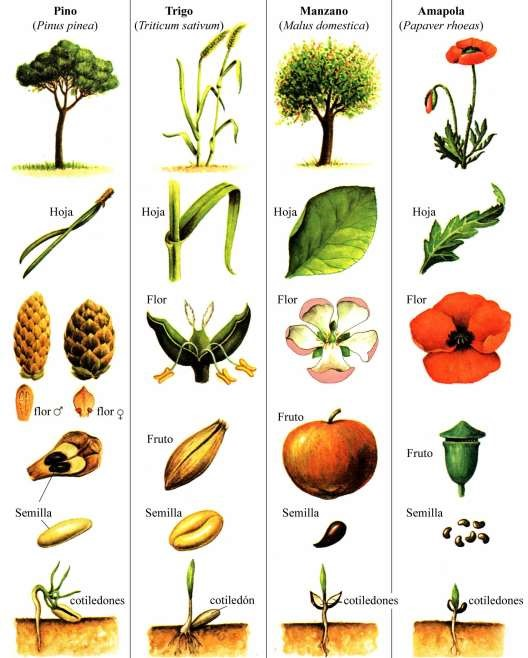 Pino
(Pinus pinea)
Trigo
(Triticum sativum)
Manzano
(Malus domestica)
Amapola
(Papaver rhoeas)
Hoja
Hoja
Hoja
Hoja
Flor
Flor
Flor
flor ♂
flor ♀
Fruto
Fruto
Fruto
Semilla
Semilla
Semilla
Semilla
cotiledones
cotiledón
cotiledones
cotiledones